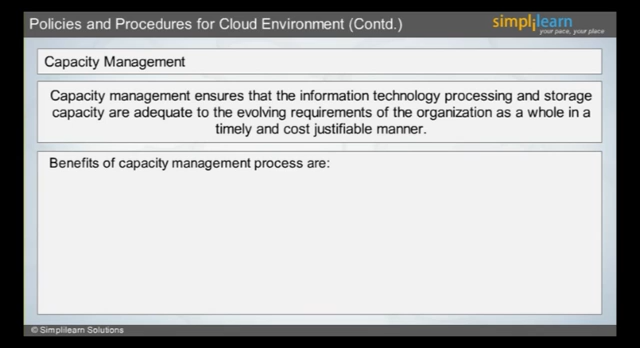 Policies and Procedures for Cloud Environment (Contd.)
simplilearn
your pace, your place
Capacity Management
Capacity management ensures that the information technology processing and storage
capacity are adequate to the evolving requirements of the organization as a whole in a
timely and cost justifiable manner.
Benefits of capacity management process are:
© Simplilearn Solutions